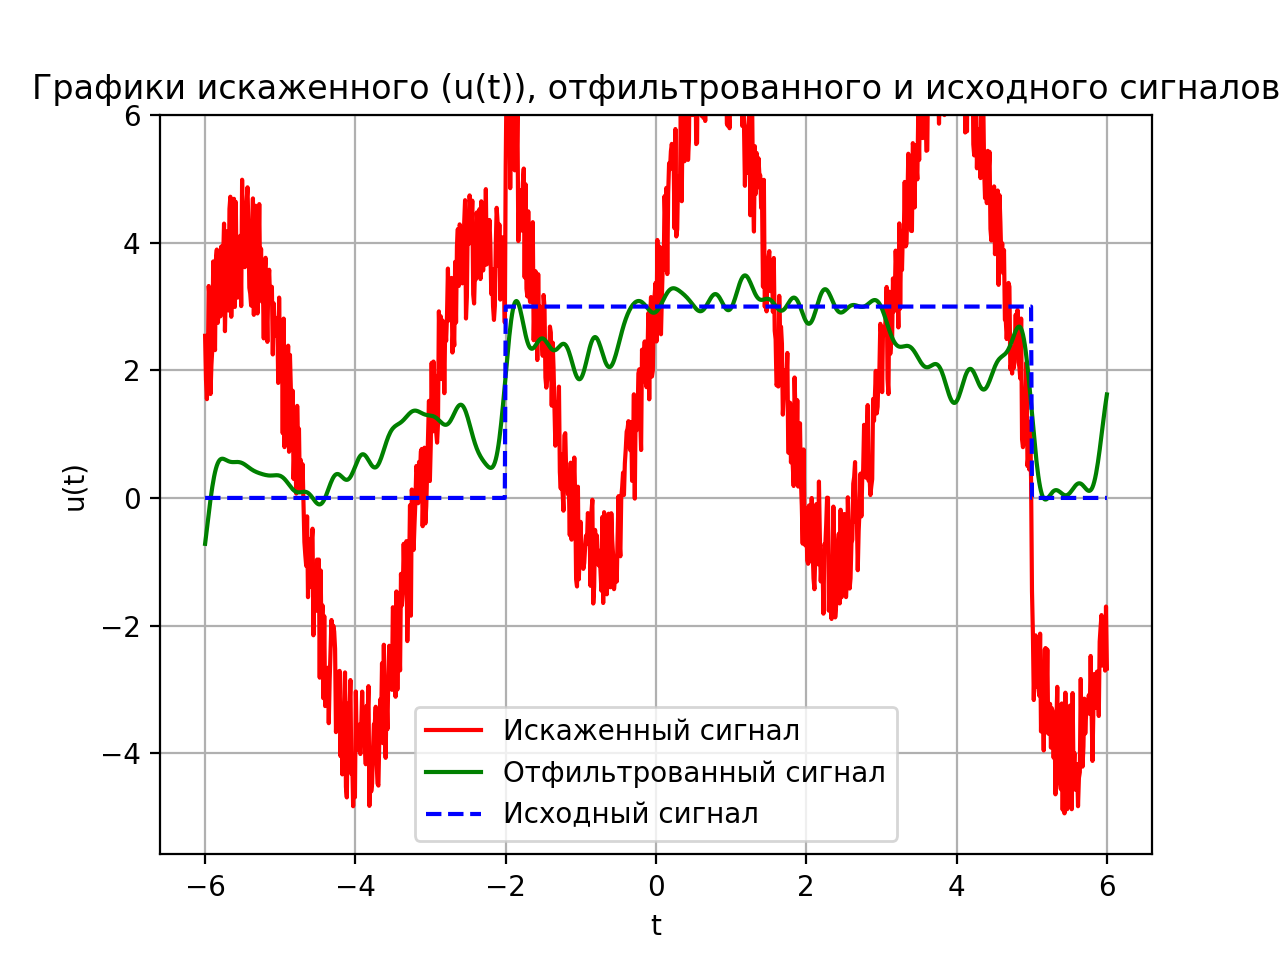 Графики искаженного (u(t)), отфильтрованного и исходного сигналов
6
4
2
0
−2
−4
u(t)
Искаженный сигнал
Отфильтрованный сигнал
Исходный сигнал
−6 −4 −2 0 2 4 6
t